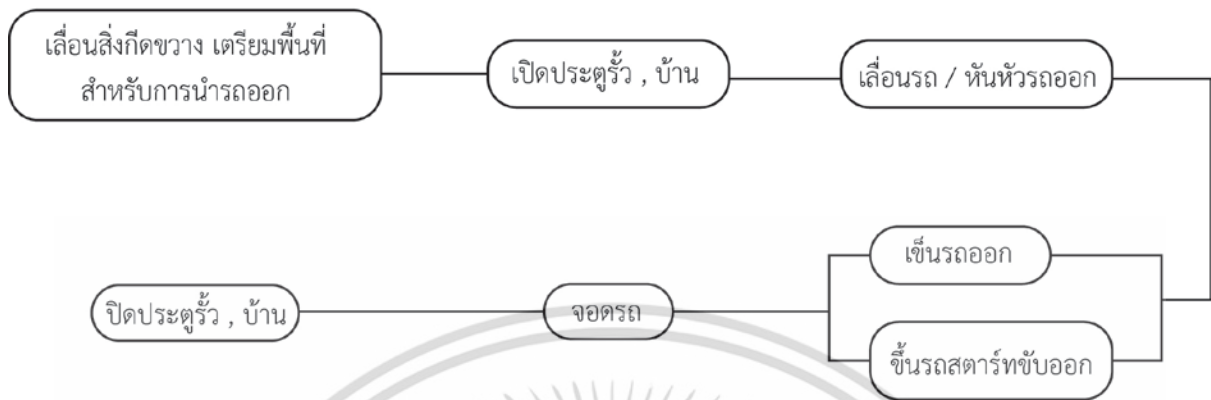 เลื่อนสิ่งกีดขวาง เตรียมพื้นที่
สำหรับการนำรถออก
เปิดประตูรั้ว , บ้าน
เลื่อนรถ / หันหัวรถออก
เข็นรถออก
ขึ้นรถสตาร์ทขับออก
จอดรถ
ปิดประตูรั้ว , บ้าน